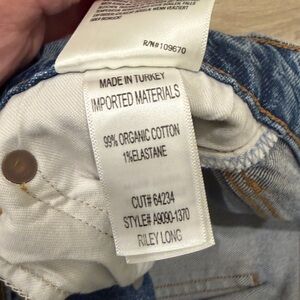 R/N#109670
MADE IN TURKEY
IMPORTED MATERIALS
99% ORGANIC COTTON
1% ELASTANE
CUT# 64234
STYLE# A9090-1370
RILEY LONG